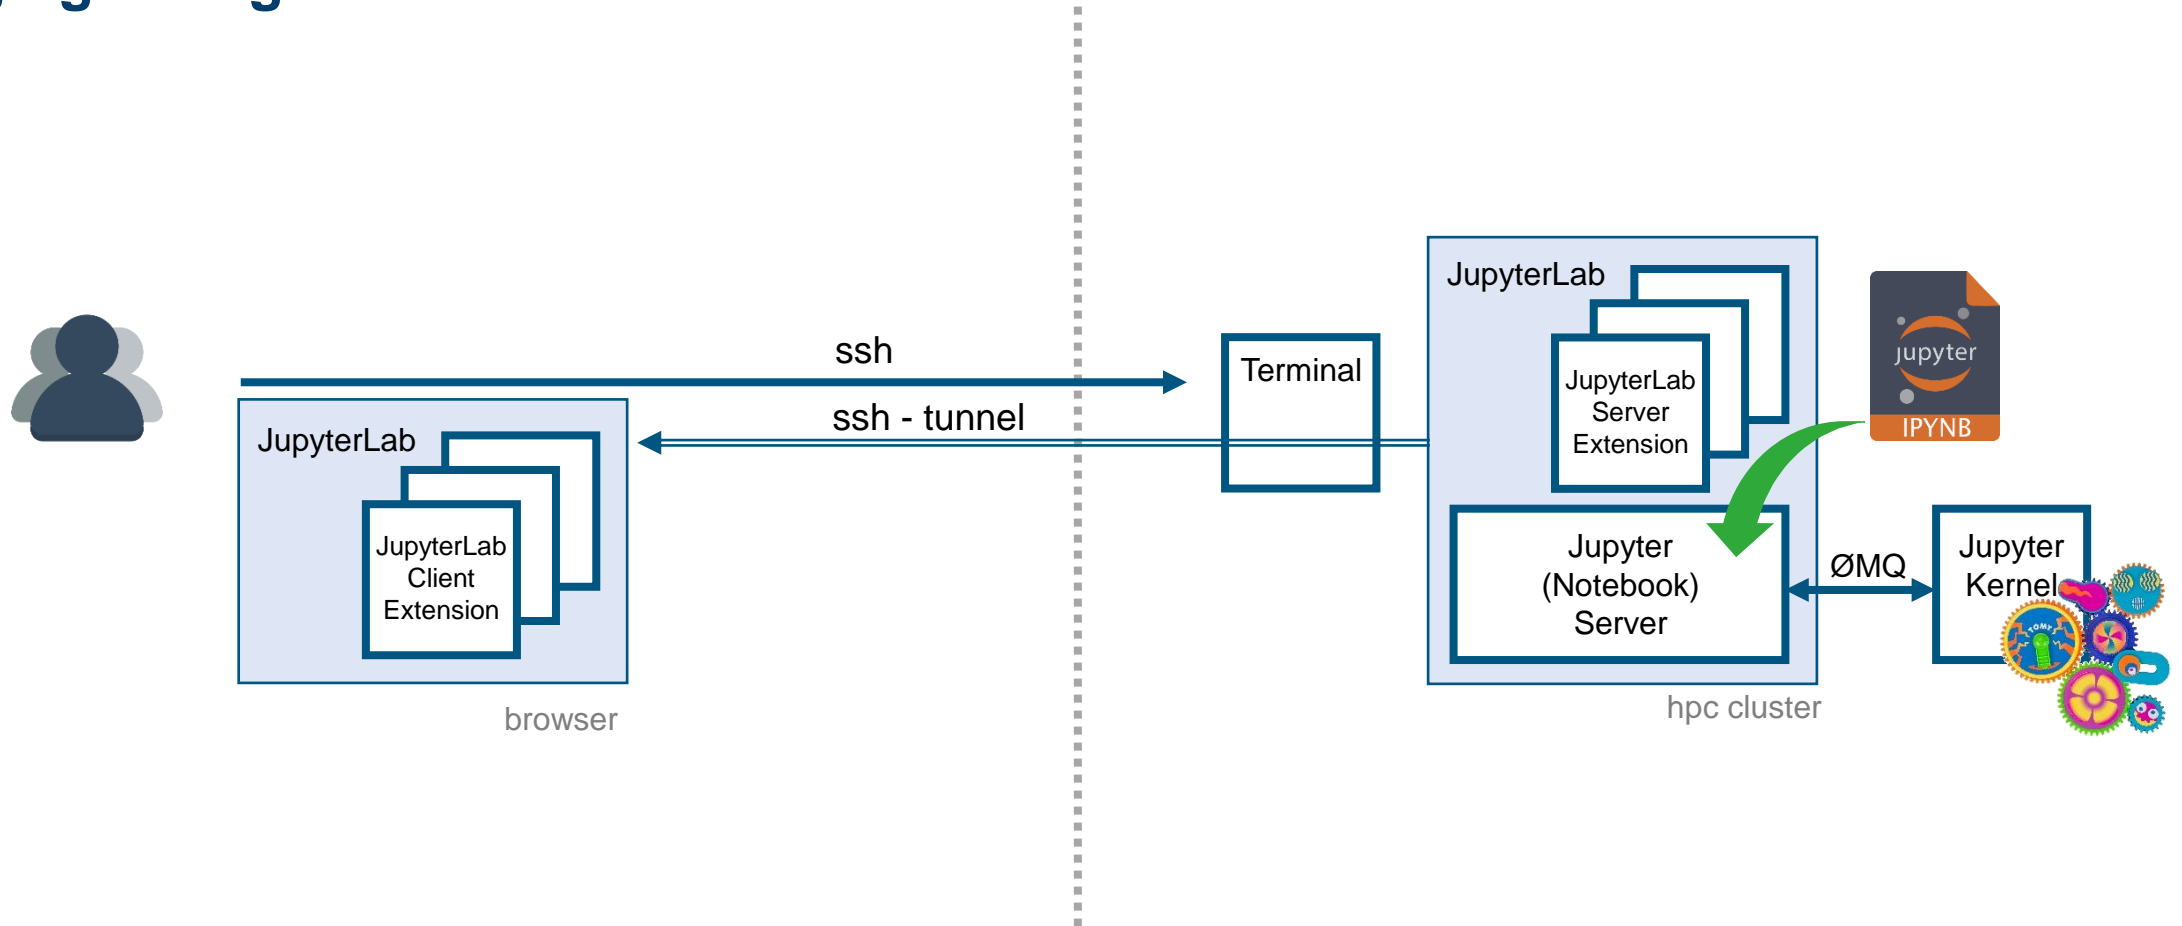 ssh
ssh - tunnel
JupyterLab
JupyterLab
Client
Extension
browser
Terminal
JupyterLab
JupyterLab
Server
Extension
Jupyter
(Notebook)
Server
hpc cluster
jupyter
IPYNB
ØMQ
Jupyter
Kernel
TOMY